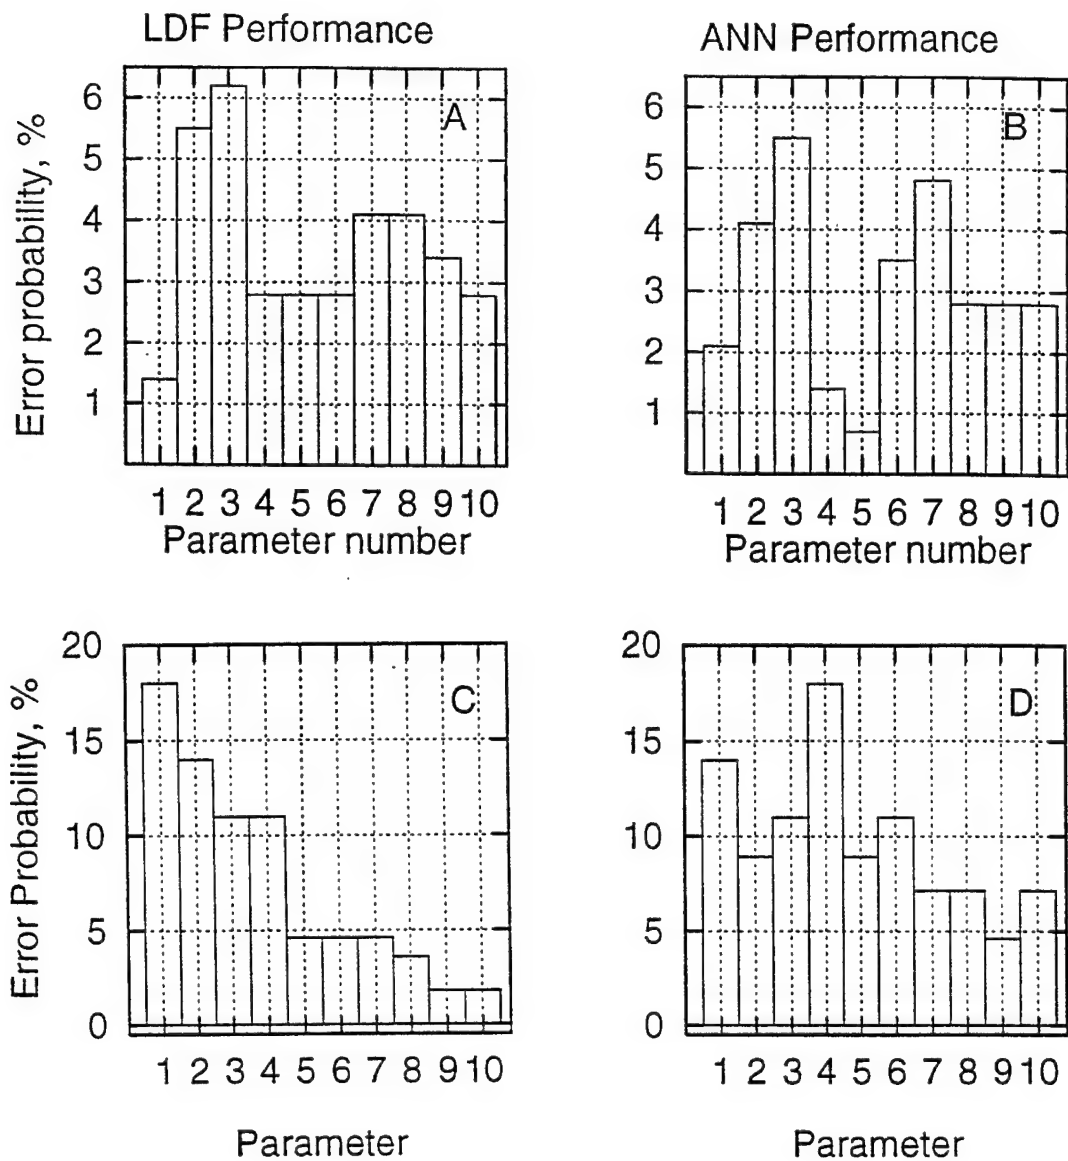 LDF Performance
A
Error probability, %
6
5
4
3
2
1
1 2 3 4 5 6 7 8 9 10
Parameter number
ANN Performance
B
6
5
4
3
2
1
1 2 3 4 5 6 7 8 9 10
Parameter number
C
Error Probability, %
20
15
10
5
0
1 2 3 4 5 6 7 8 9 10
Parameter
D
20
15
10
5
0
1 2 3 4 5 6 7 8 9 10
Parameter